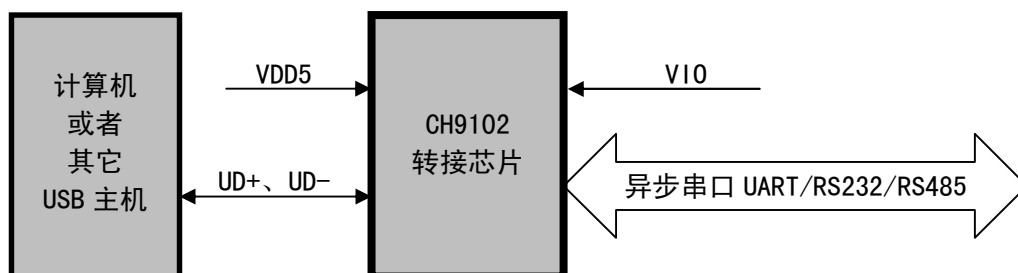 计算机
或者
其它
USB 主机
VDD5
UD+、UD-
CH9102
转接芯片
VIO
异步串口 UART/RS232/RS485